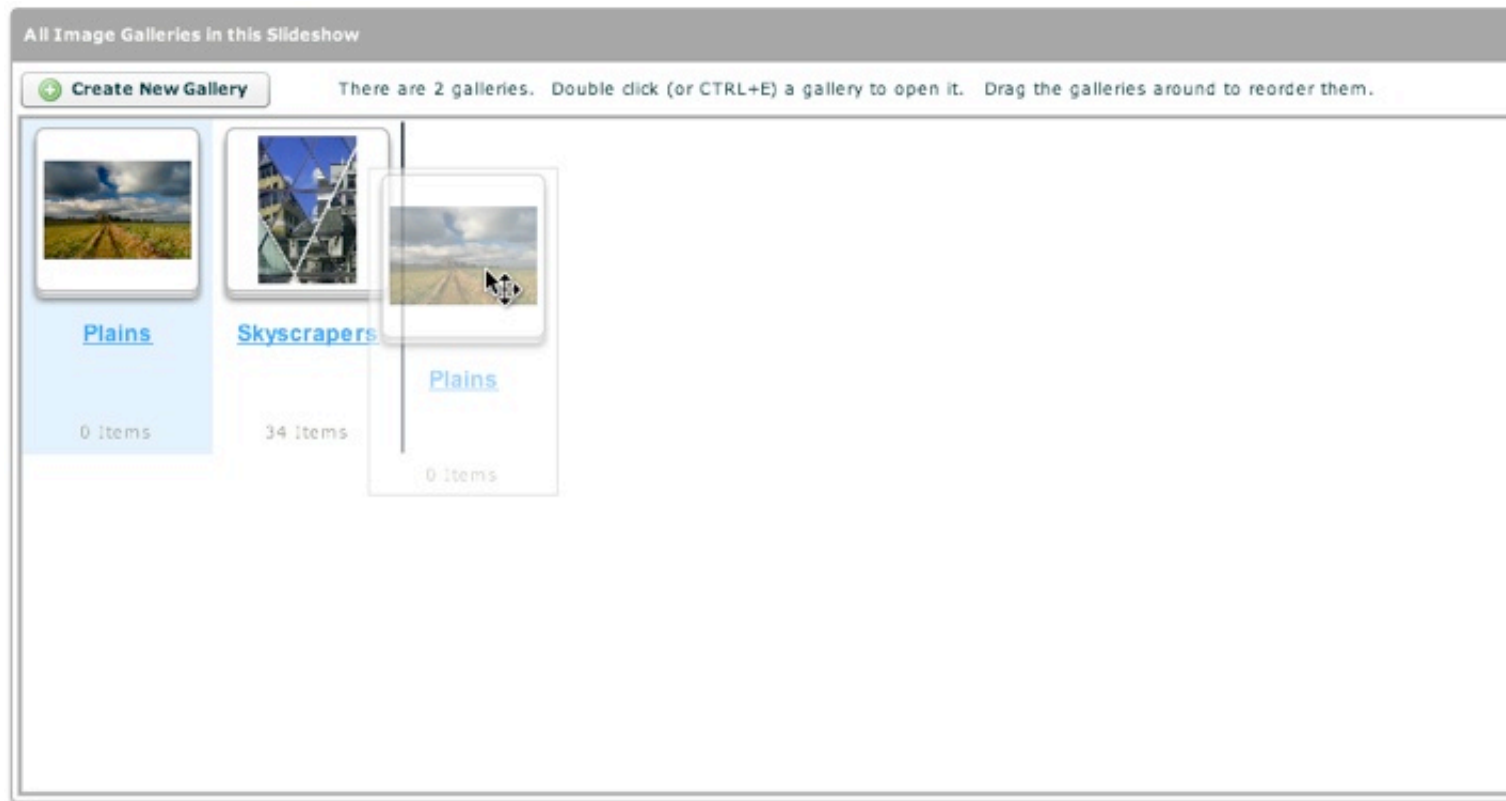 All Image Galleries in this Slideshow
Create New Gallery
There are 2 galleries. Double click (or CTRL+E) a gallery to open it. Drag the galleries around to reorder them.
Plains
Skyscrapers
Plains
0 Items
34 Items
0 Items